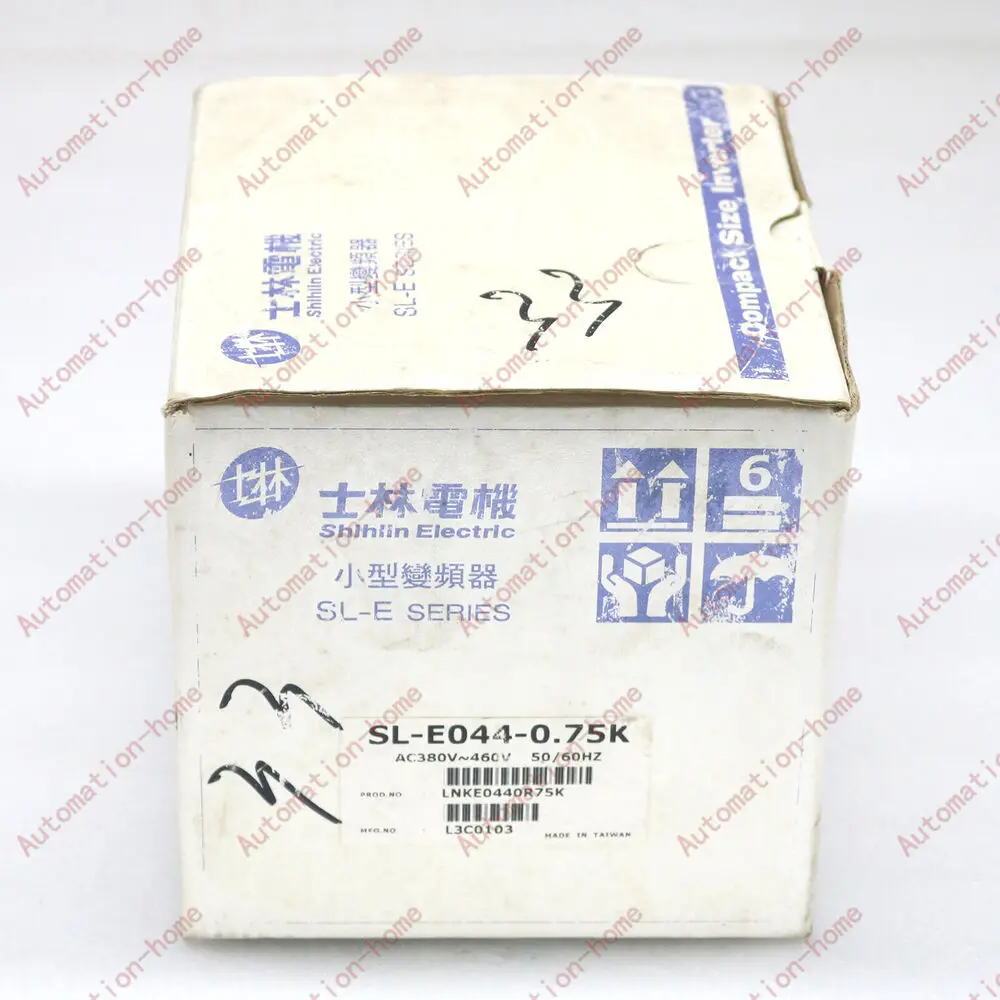 Compact Size Inverter
士林電機
Shihlin Electric
小型變頻器
SL-E SERIES
士林
士林電機
Shihlin Electric
小型變頻器
SL-E SERIES
6
SL-E044-0.75K
AC380V~460V 50/60HZ
PROD.NO LNKE0440R75K
MFG.NO L3C0103 MADE IN TAIWAN
Automation-home